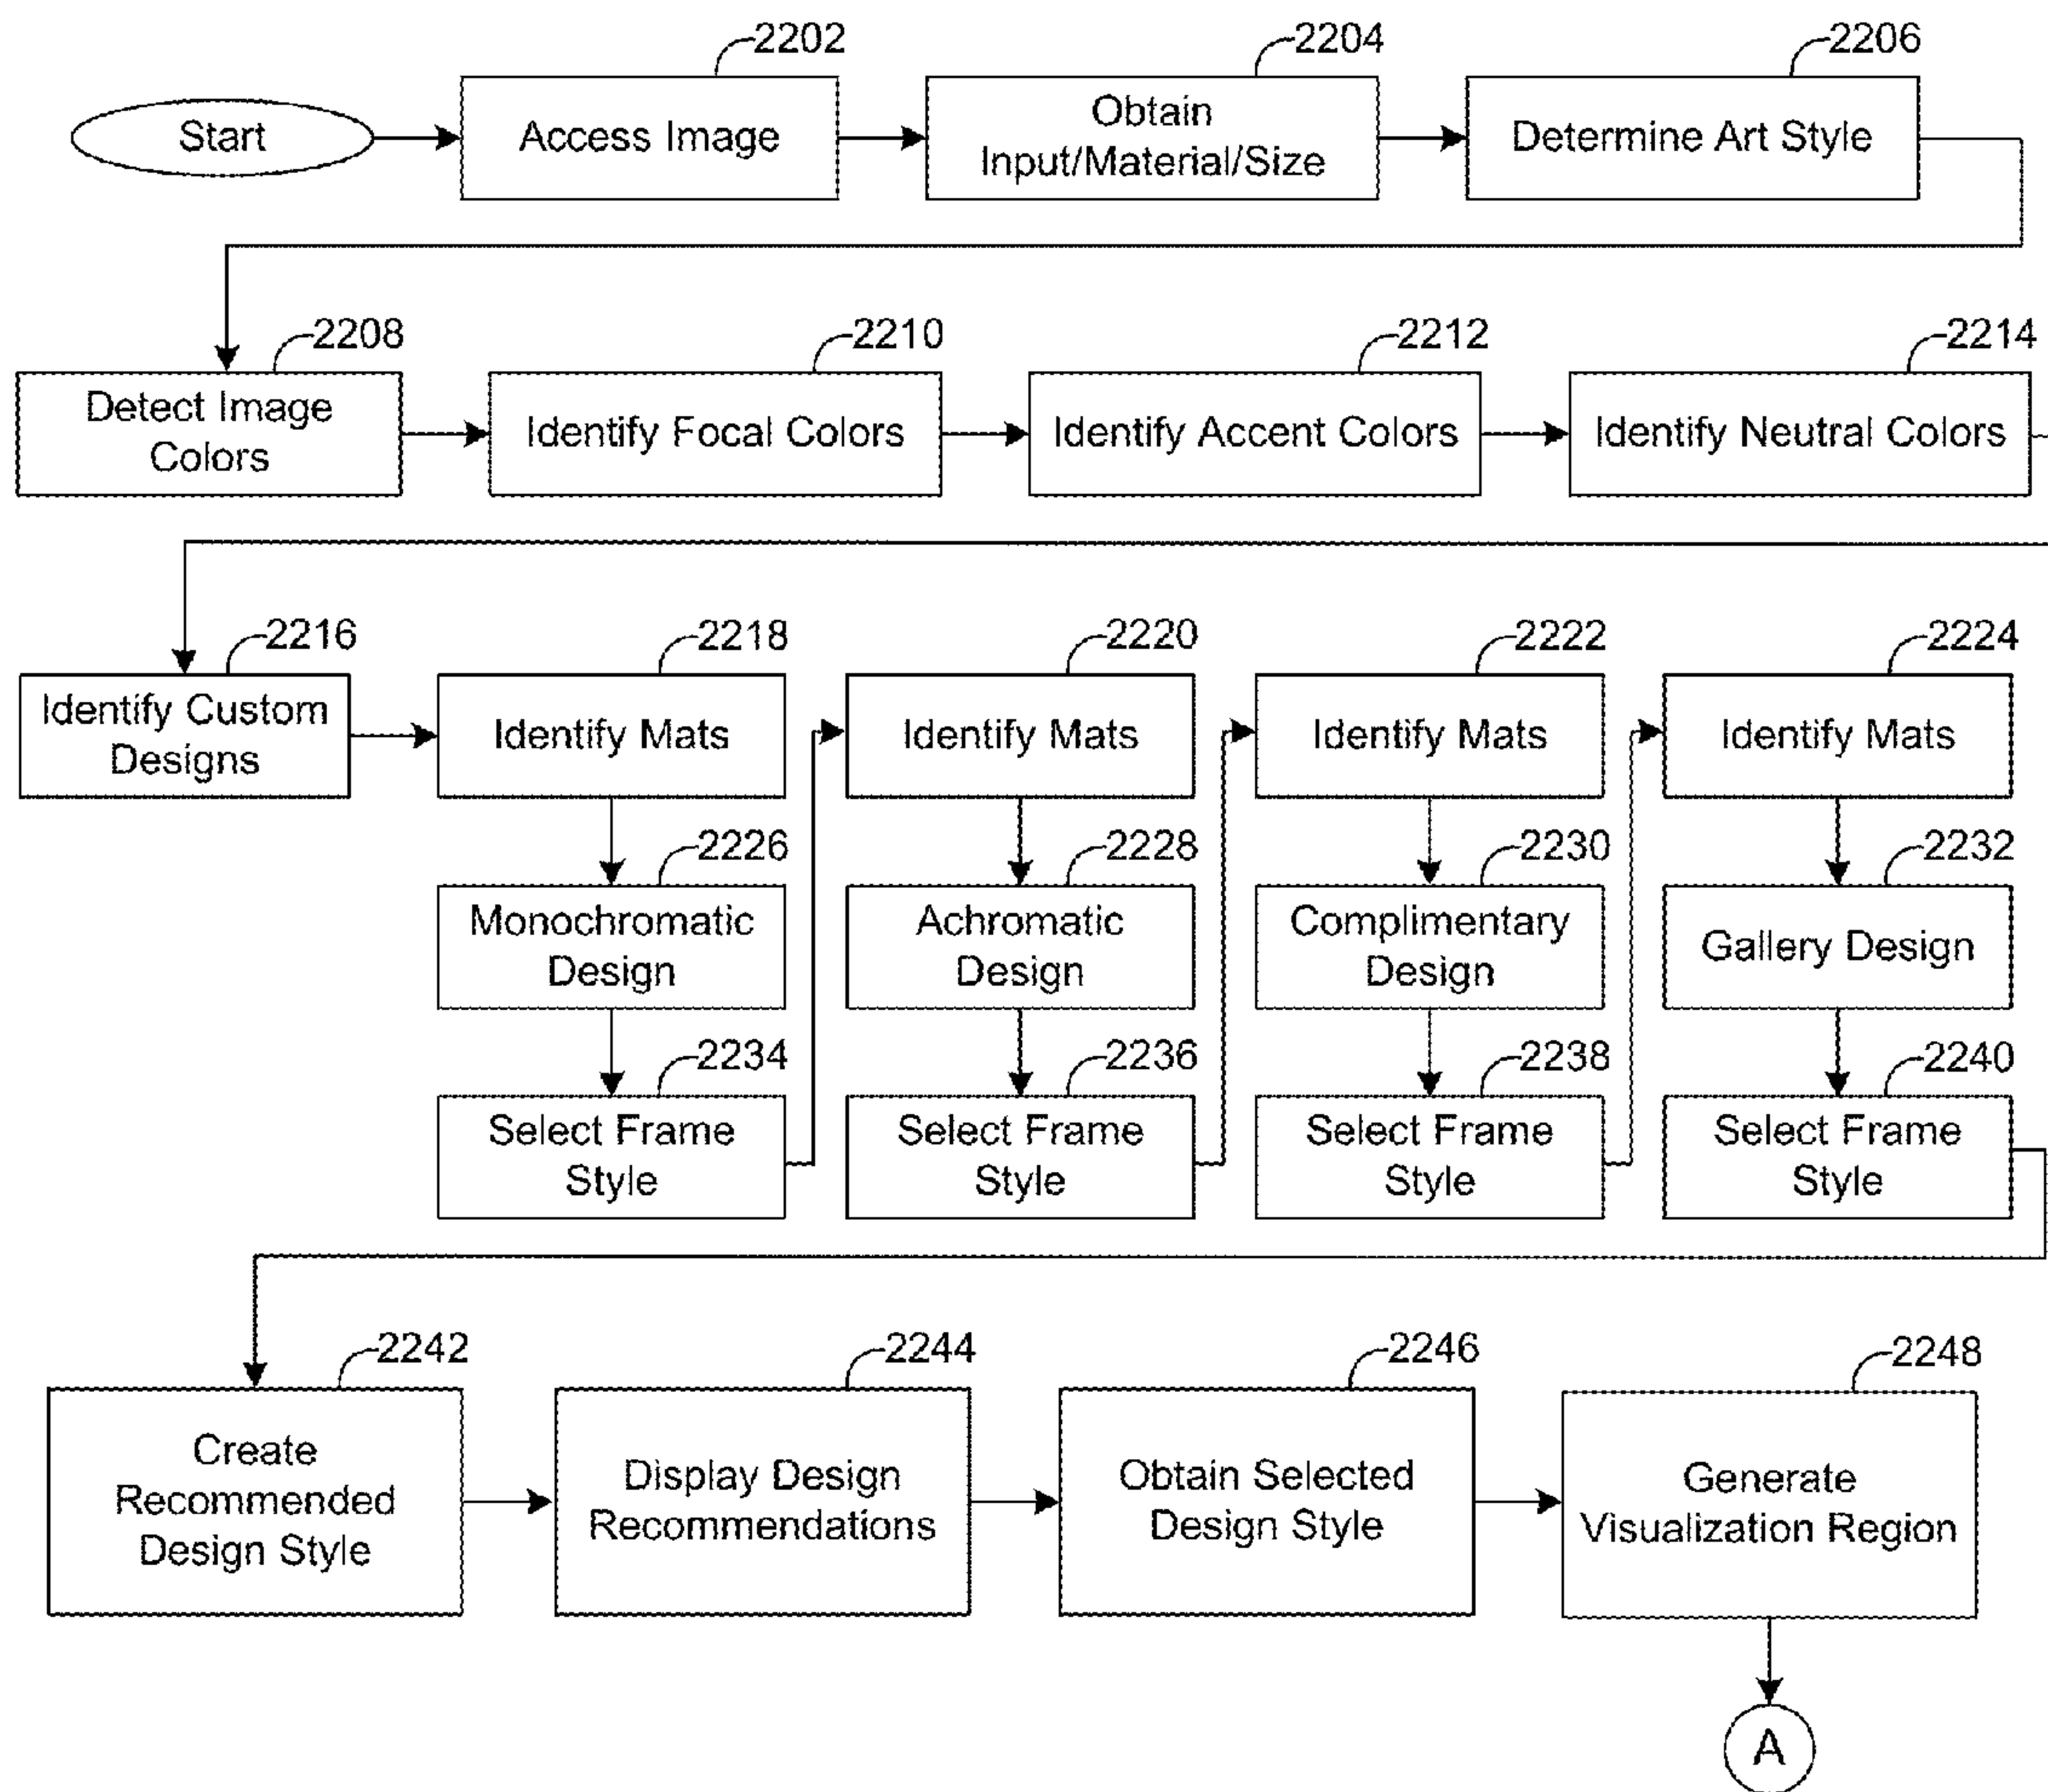 2202
2204
2206
Start
Access Image
Obtain
Input/Material/Size
Determine Art Style
2208
2210
2212
2214
Detect Image
Colors
Identify Focal Colors
Identify Accent Colors
Identify Neutral Colors
2216
2218
2220
2222
2224
Identify Custom
Designs
Identify Mats
Identify Mats
Identify Mats
Identify Mats
2226
2228
2230
2232
Monochromatic
Design
Achromatic
Design
Complimentary
Design
Gallery Design
2234
2236
2238
2240
Select Frame
Style
Select Frame
Style
Select Frame
Style
Select Frame
Style
2242
2244
2246
2248
Create
Recommended
Design Style
Display Design
Recommendations
Obtain Selected
Design Style
Generate
Visualization Region
A